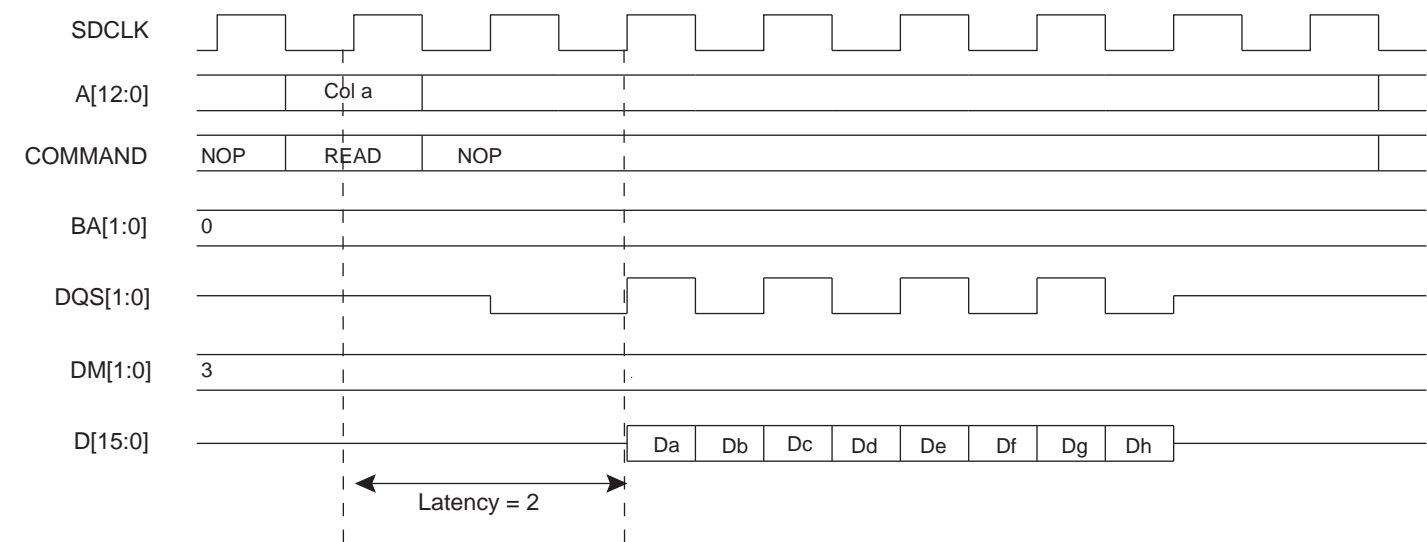 SDCLK
A[12:0] Col a
COMMAND NOP READ NOP
BA[1:0] 0
DQS[1:0]
DM[1:0] 3
D[15:0] Da Db Dc Dd De Df Dg Dh
Latency = 2